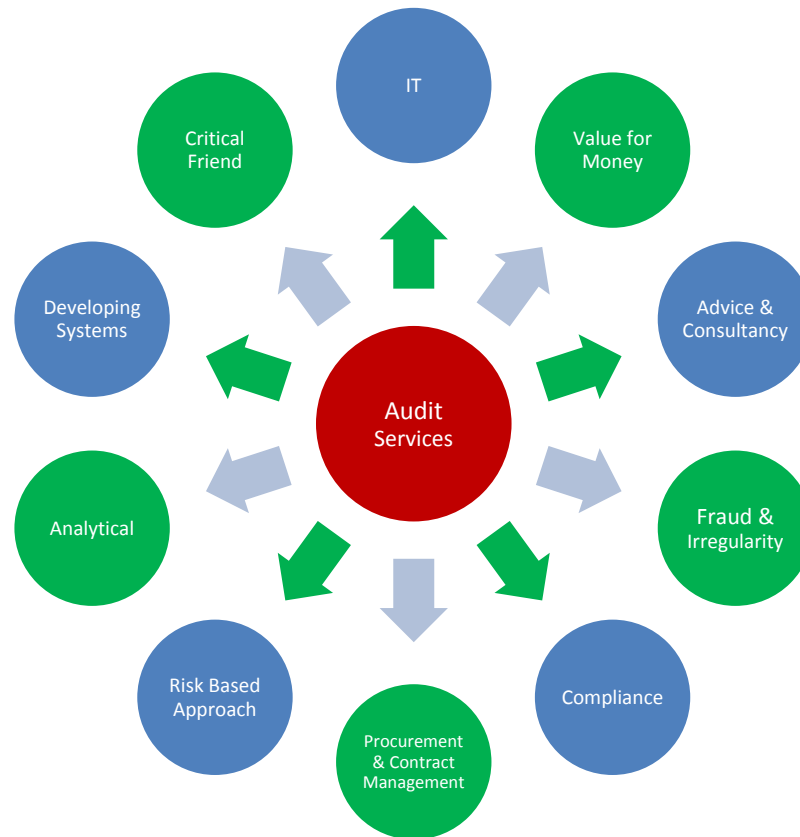 IT
Critical
Friend
Value for
Money
Developing
Systems
Advice &
Consultancy
Audit
Services
Analytical
Fraud &
Irregularity
Risk Based
Approach
Compliance
Procurement
& Contract
Management